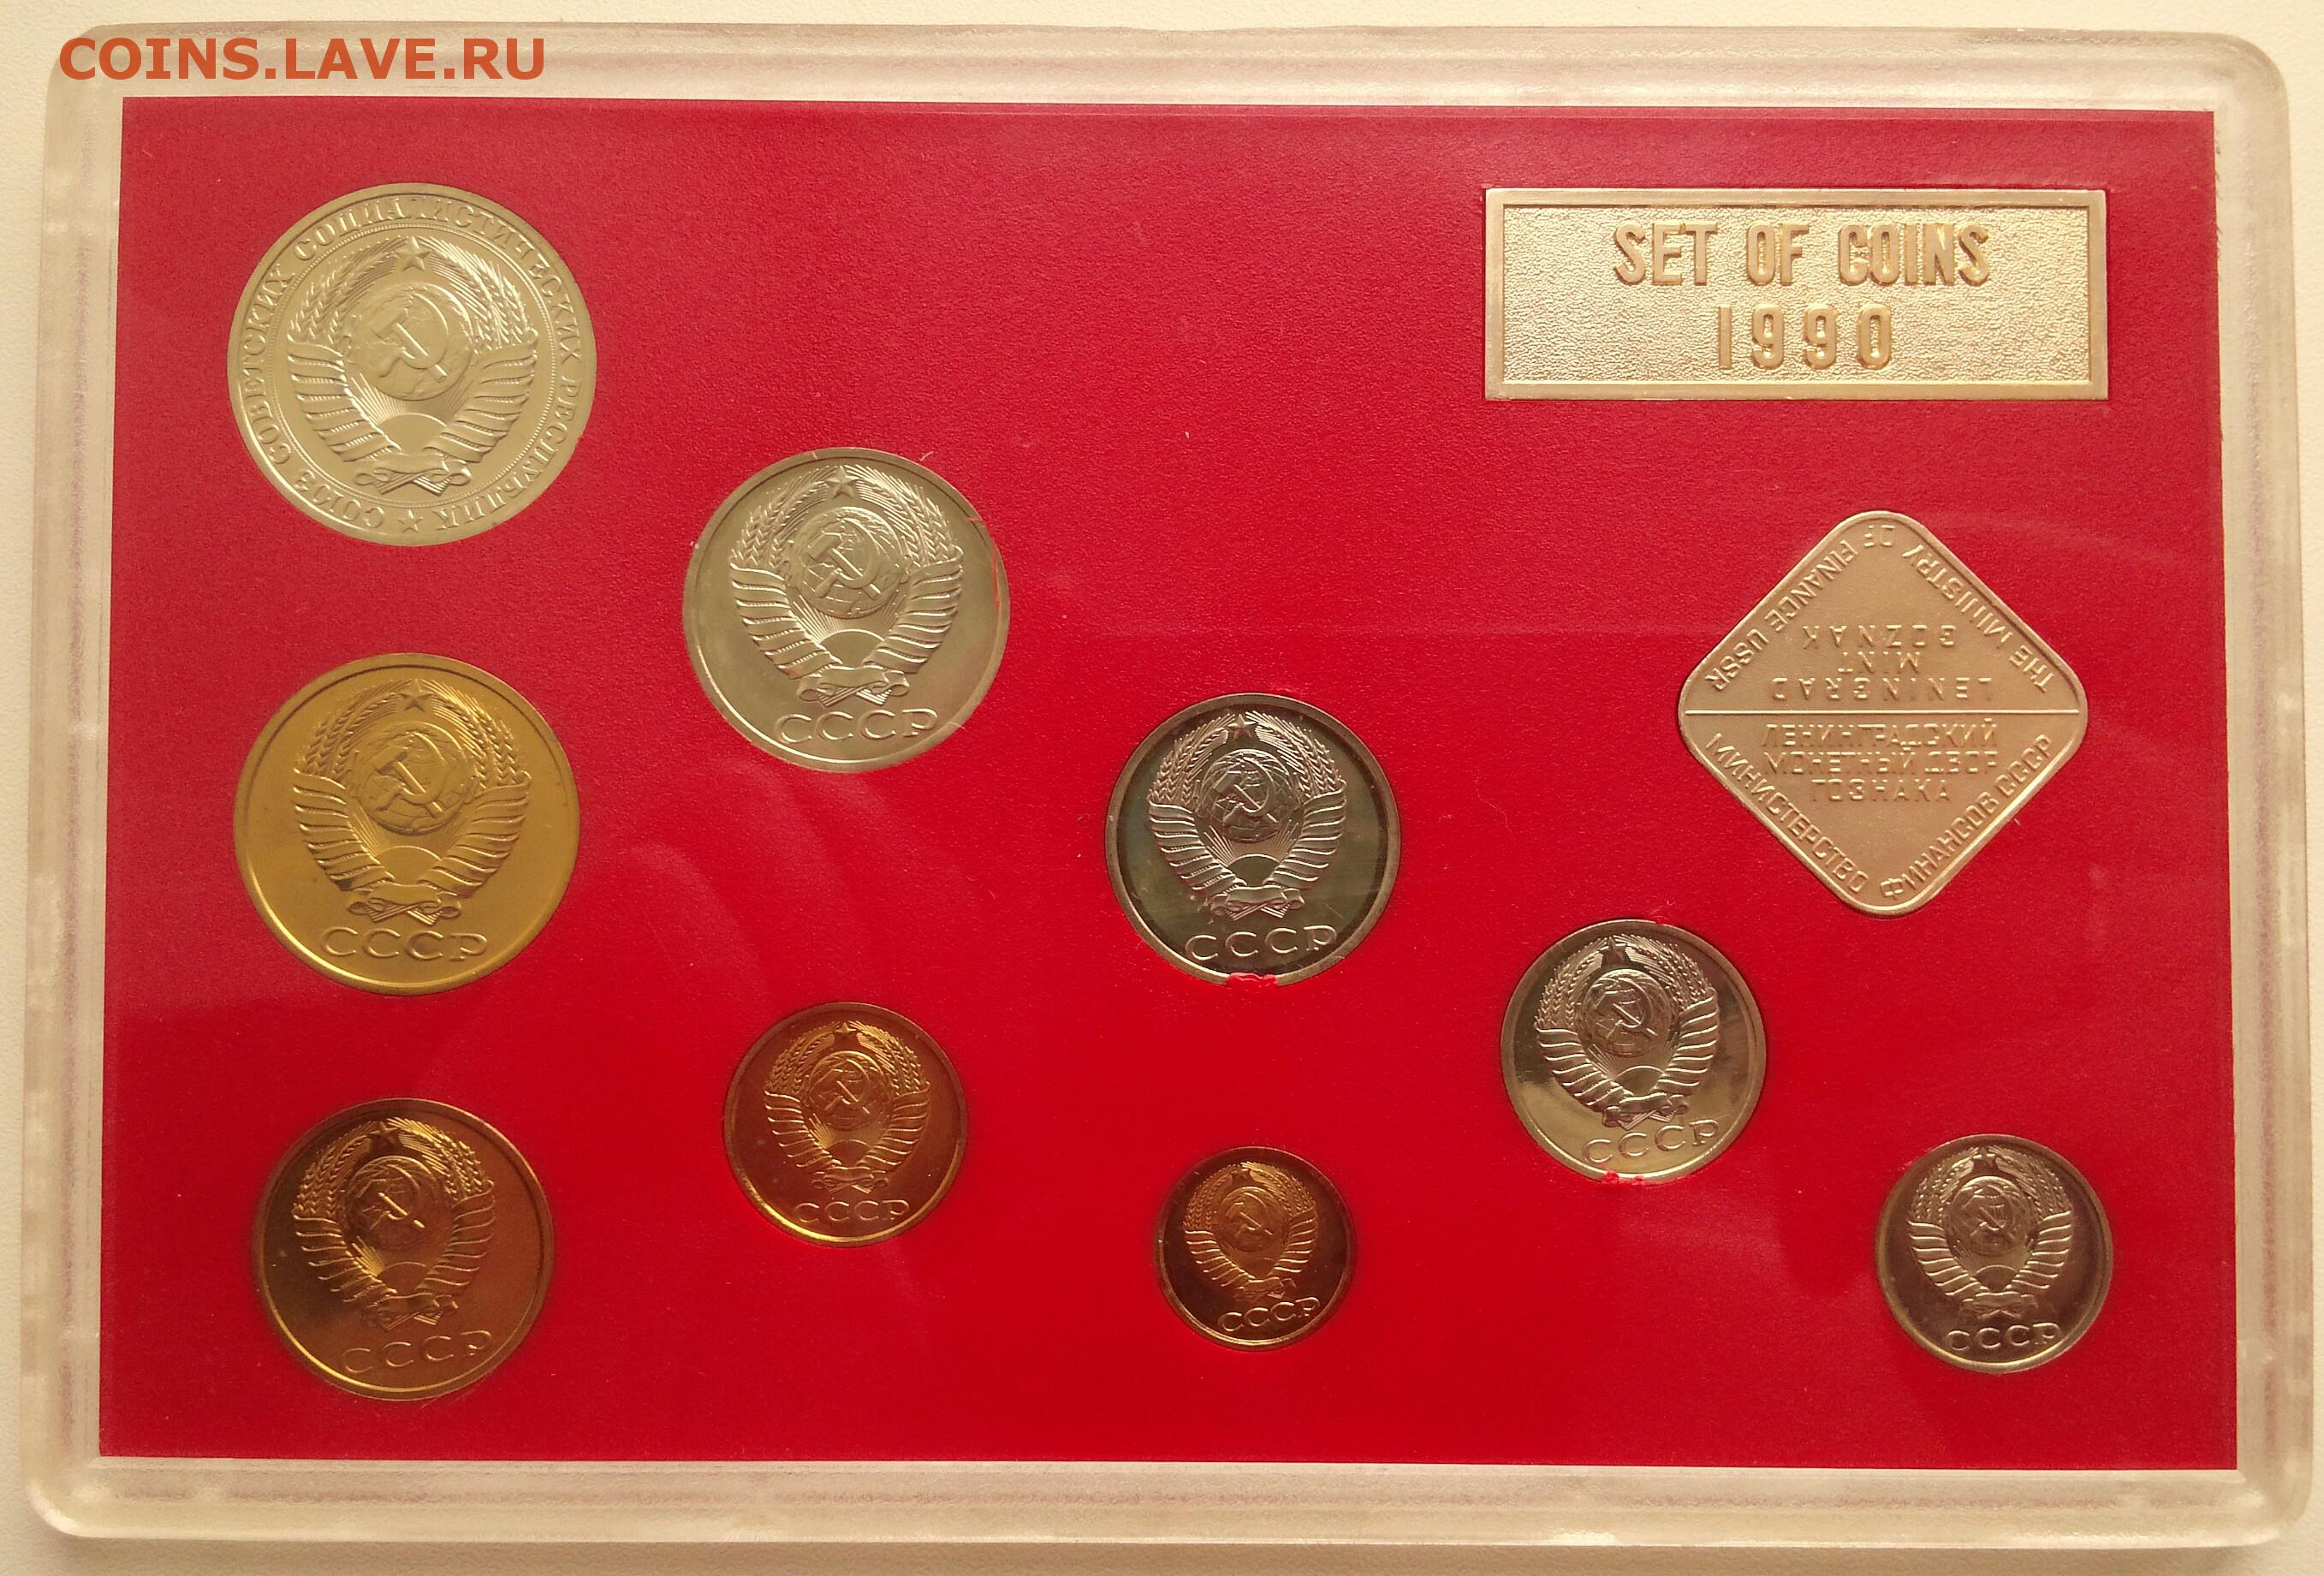 COINS.LAVE.RU
SET OF COINS
1990
СОЮЗ СОВЕТСКИХ СОЦИАЛИСТИЧЕСКИХ РЕСПУБЛИК
СССР
THE MINISTRY OF FINANCE USSR
LENINGRAD
MINT
GOZNAK
ЛЕНИНГРАДСКИЙ
МОНЕТНЫЙ ДВОР
ГОЗНАКА
МИНИСТЕРСТВО ФИНАНСОВ СССР
СССР
СССР
СССР
СССР
СССР
СССР
СССР